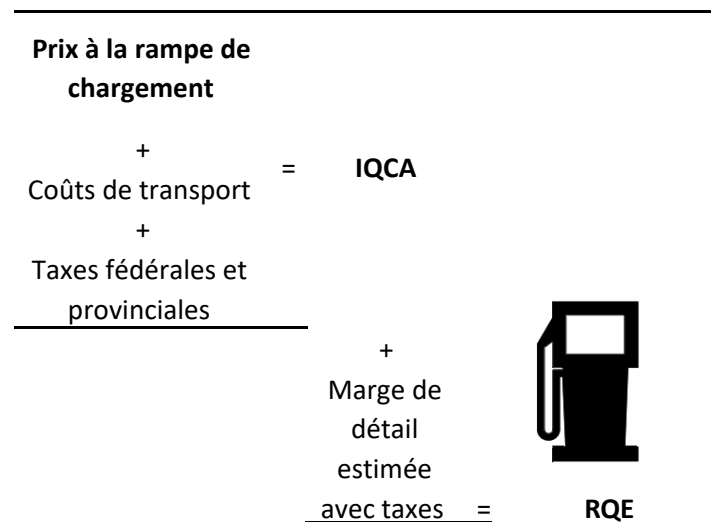 Prix à la rampe de
chargement
+
Coûts de transport
+
Taxes fédérales et
provinciales
= IQCA
+
Marge de
détail
estimée
avec taxes = RQE